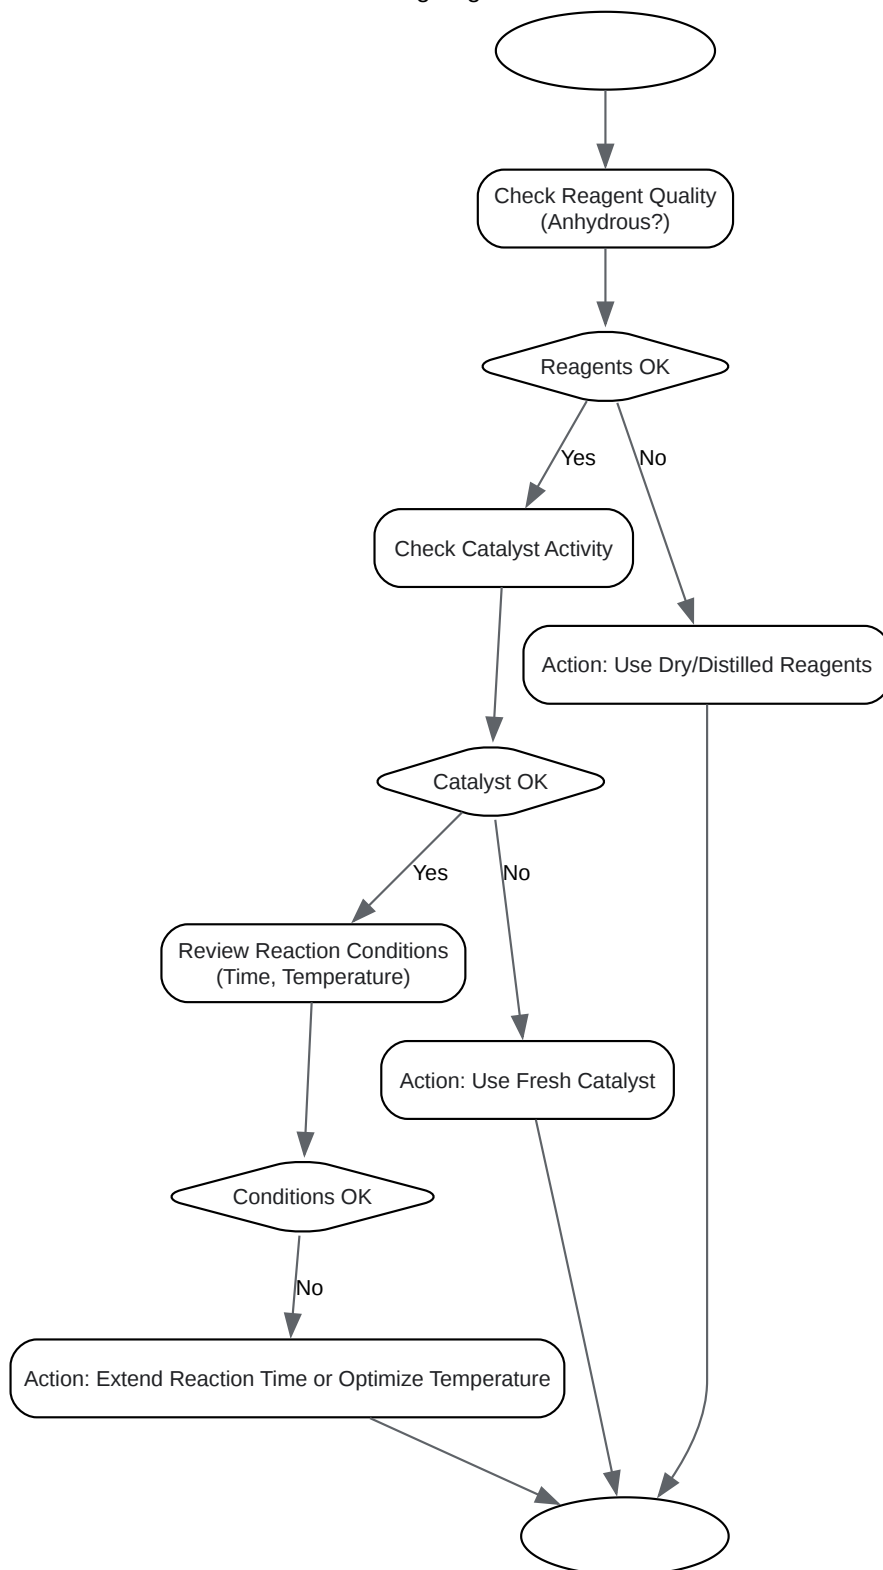 Check Reagent Quality
(Anhydrous?)
Reagents OK
Yes
No
Check Catalyst Activity
Action: Use Dry/Distilled Reagents
Catalyst OK
Yes
No
Review Reaction Conditions
(Time, Temperature)
Action: Use Fresh Catalyst
Conditions OK
No
Action: Extend Reaction Time or Optimize Temperature